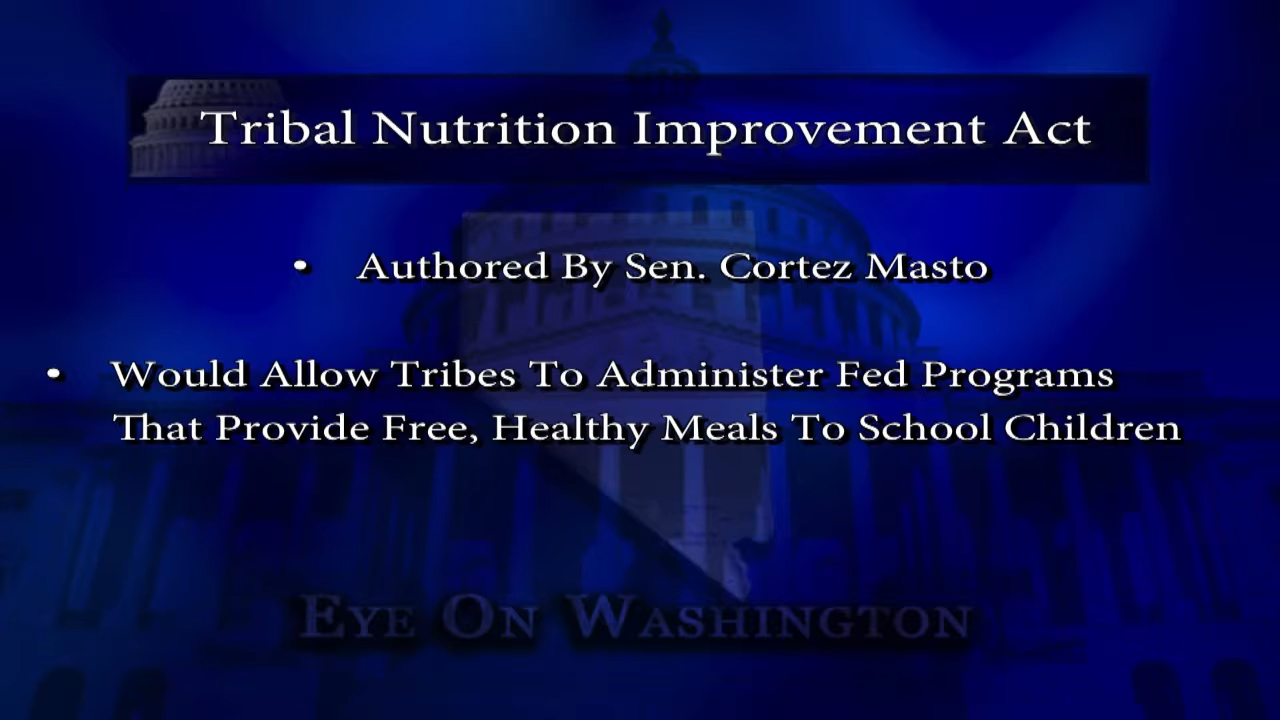 Tribal Nutrition Improvement Act
• Authored By Sen. Cortez Masto
• Would Allow Tribes To Administer Fed Programs
That Provide Free, Healthy Meals To School Children
EYE ON WASHINGTON